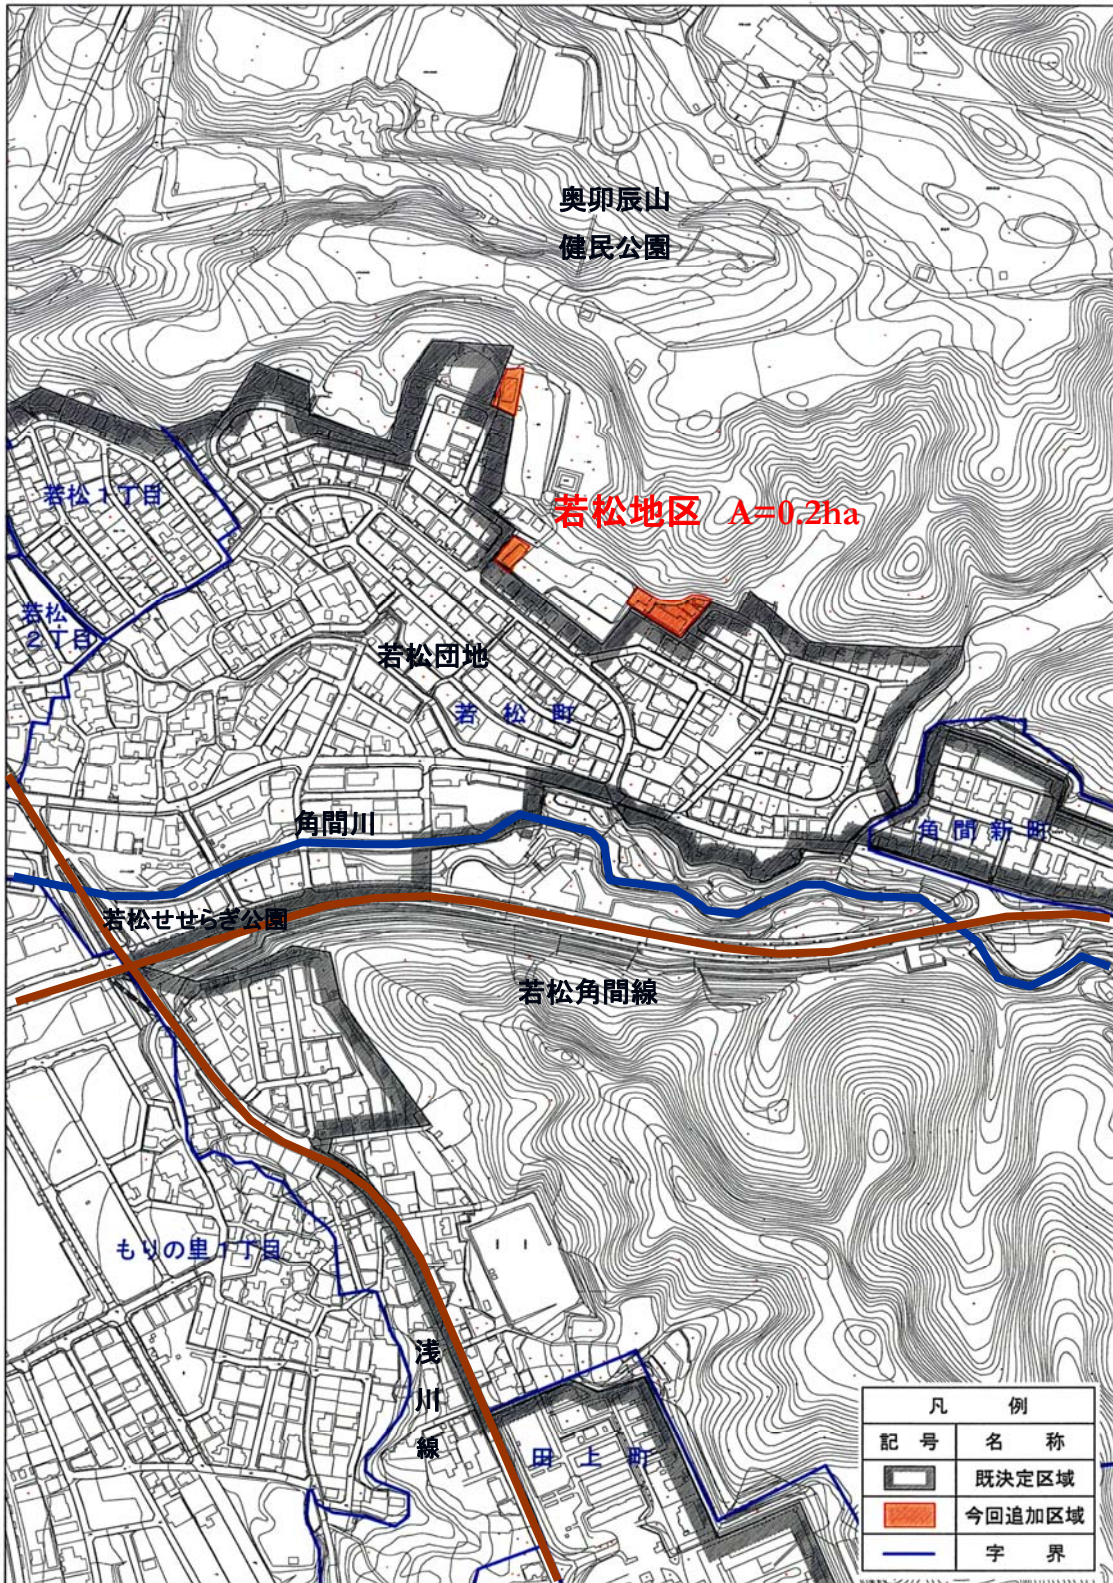 奥卯辰山
健民公園
若松地区 A=0.2ha
若松1丁目
若松
2丁目
若松団地
若松町
角間川
角間新町
若松せせらぎ公園
若松角間線
もりの里1丁目
浅川線
田上町
凡例
記号 名称
既決定区域
今回追加区域
字界